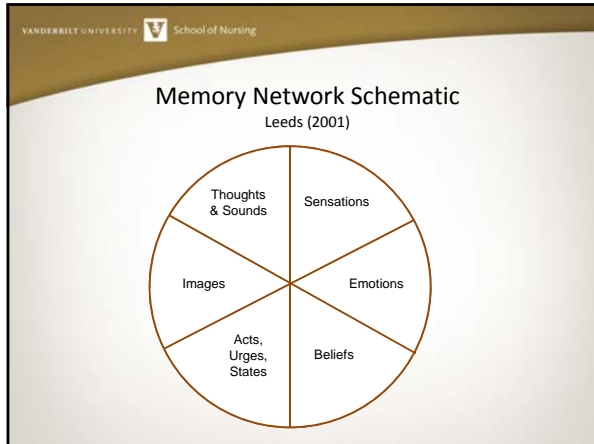 VANDERBILT UNIVERSITY V School of Nursing
Memory Network Schematic
Leeds (2001)
Thoughts
& Sounds
Sensations
Images
Emotions
Acts,
Urges,
States
Beliefs